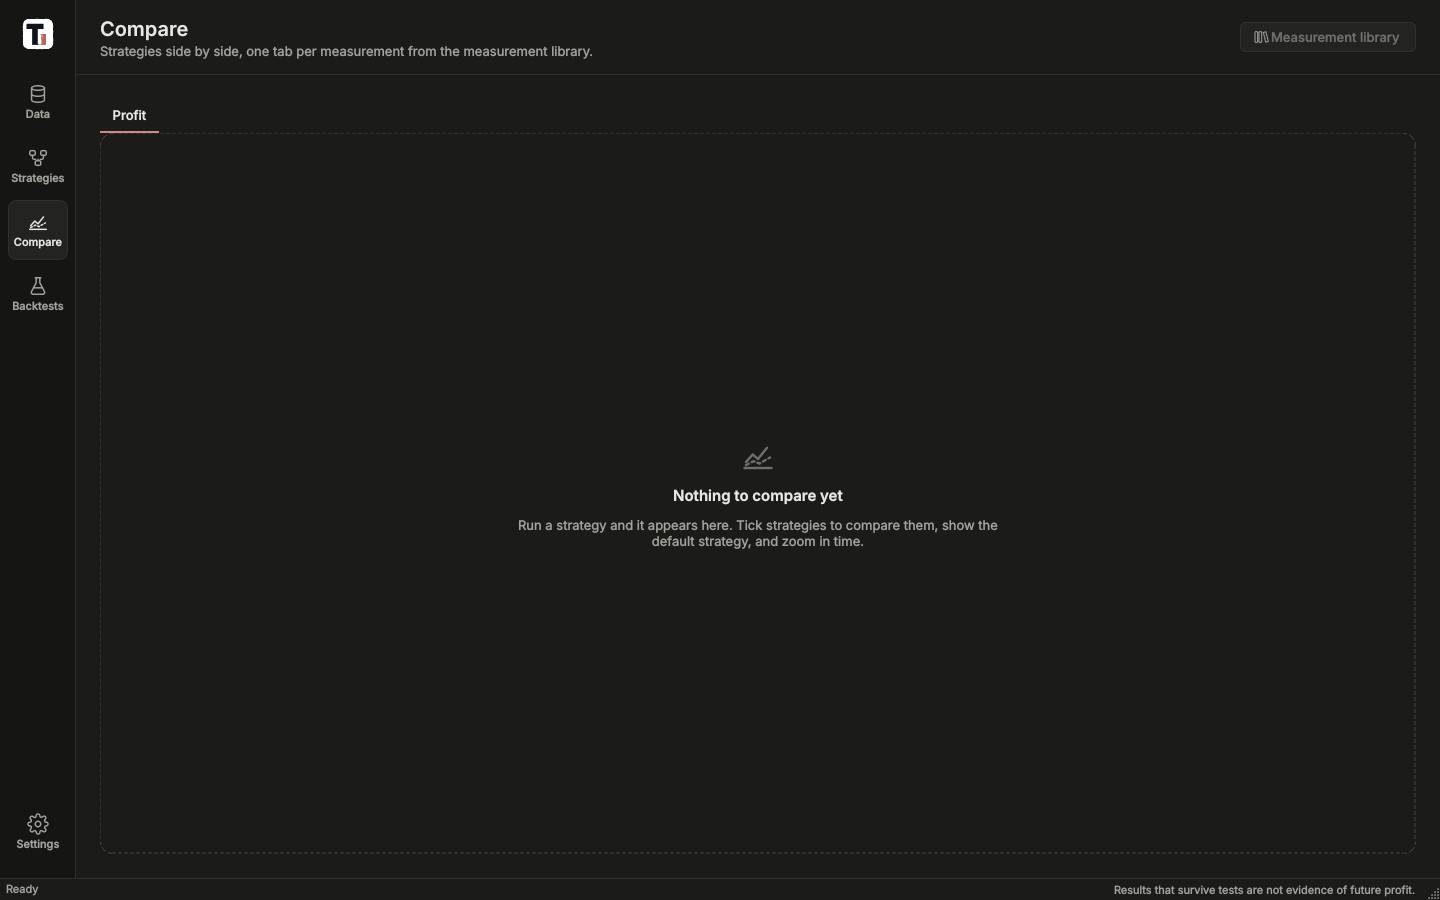 Ti
Compare
Strategies side by side, one tab per measurement from the measurement library.
Measurement library
Data
Strategies
Compare
Backtests
Settings
Profit
Nothing to compare yet
Run a strategy and it appears here. Tick strategies to compare them, show the
default strategy, and zoom in time.
Ready
Results that survive tests are not evidence of future profit.